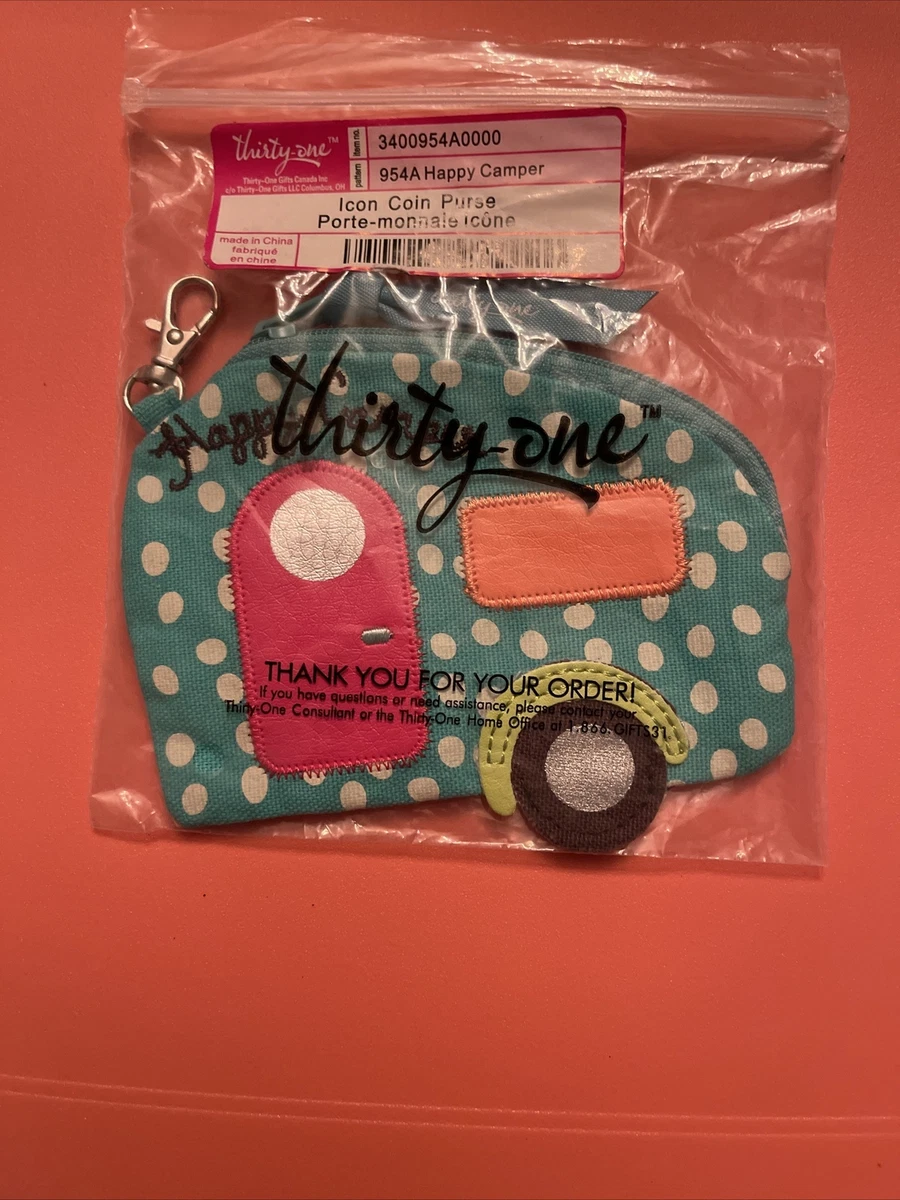 thirty-one™
Thirty-One Gifts Canada Inc
c/o Thirty-One Gifts LLC Columbus, OH
item no.
3400954A0000
pattern
954A Happy Camper
Icon Coin Purse
Porte-monnaie icône
made in China
fabriqué
en chine
Happy
thirty-one™
THANK YOU FOR YOUR ORDER!
If you have questions or need assistance, please contact your
Thirty-One Consultant or the Thirty-One Home Office at 1.866.GIFTS31